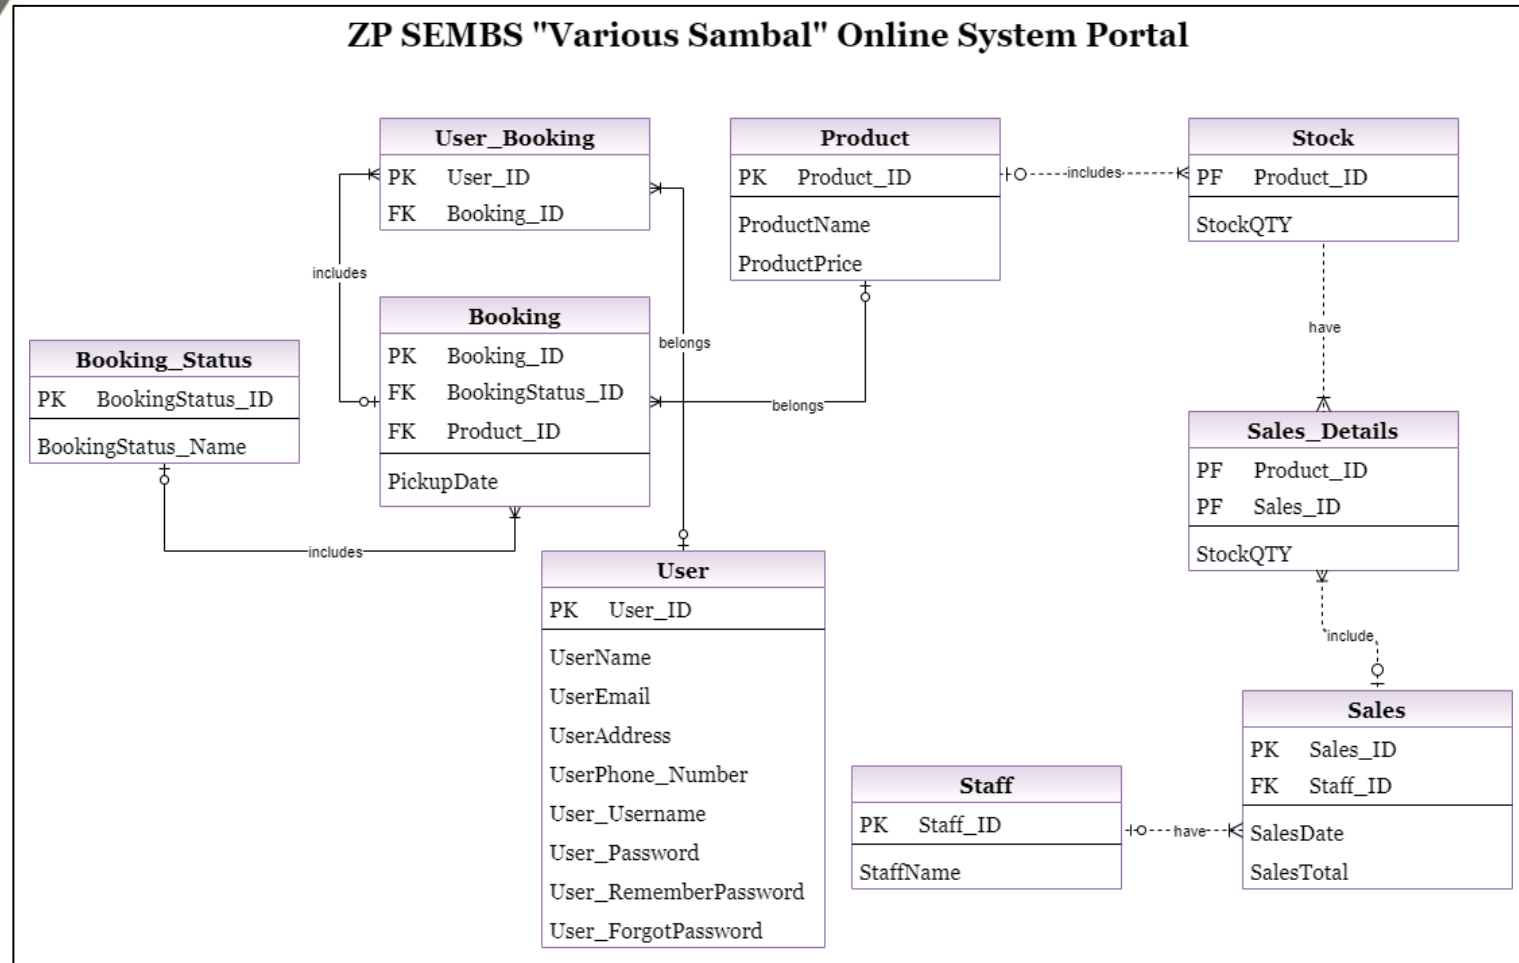 ZP SEMBS "Various Sambal" Online System Portal
User_Booking
PK User_ID
FK Booking_ID
includes
Booking
PK Booking_ID
FK BookingStatus_ID
FK Product_ID
PickupDate
Booking_Status
PK BookingStatus_ID
BookingStatus_Name
includes
belongs
belongs
Product
PK Product_ID
ProductName
ProductPrice
includes
Stock
PF Product_ID
StockQTY
have
Sales_Details
PF Product_ID
PF Sales_ID
StockQTY
include
User
PK User_ID
UserName
UserEmail
UserAddress
UserPhone_Number
User_Username
User_Password
User_RememberPassword
User_ForgotPassword
Staff
PK Staff_ID
StaffName
have
Sales
PK Sales_ID
FK Staff_ID
SalesDate
SalesTotal